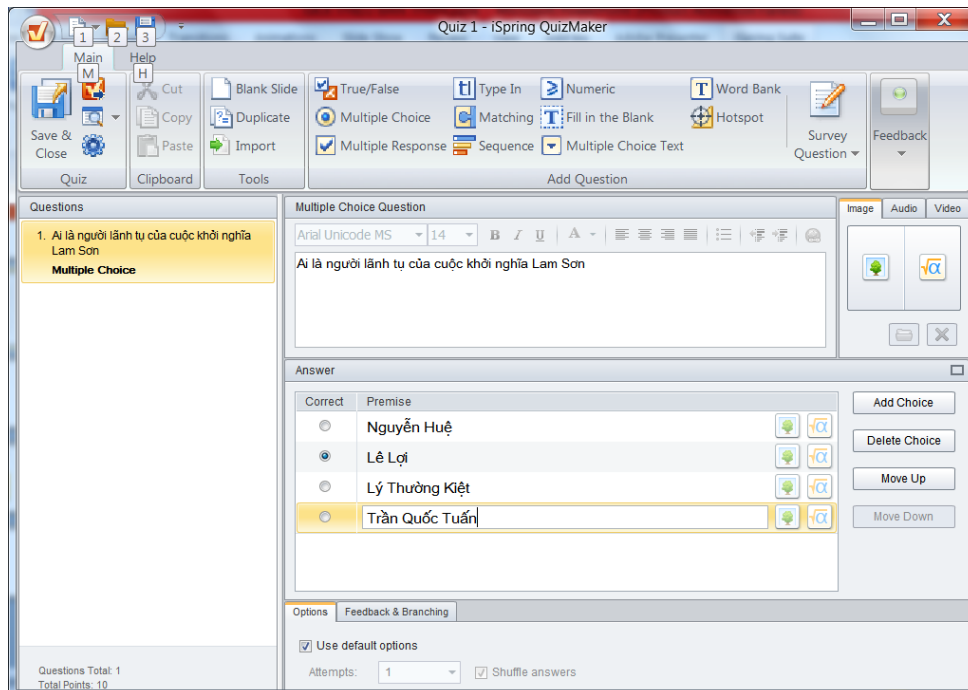 Quiz 1 - iSpring QuizMaker
1 2 3
Main Help
M H
Save & Close
Cut
Copy
Paste
Blank Slide
Duplicate
Import
True/False
Multiple Choice
Multiple Response
Type In
Matching
Sequence
Numeric
Fill in the Blank
Multiple Choice Text
Word Bank
Hotspot
Survey Question
Feedback
Quiz Clipboard Tools Add Question
Questions
1. Ai là người lãnh tụ của cuộc khởi nghĩa
Lam Sơn
Multiple Choice
Questions Total: 1
Total Points: 10
Multiple Choice Question
Arial Unicode MS 14 B I U A
Ai là người lãnh tụ của cuộc khởi nghĩa Lam Sơn
Image Audio Video
√α
Answer
Correct Premise
Nguyễn Huệ √α
Lê Lợi √α
Lý Thường Kiệt √α
Trần Quốc Tuấn √α
Add Choice
Delete Choice
Move Up
Move Down
Options Feedback & Branching
Use default options
Attempts: 1 Shuffle answers